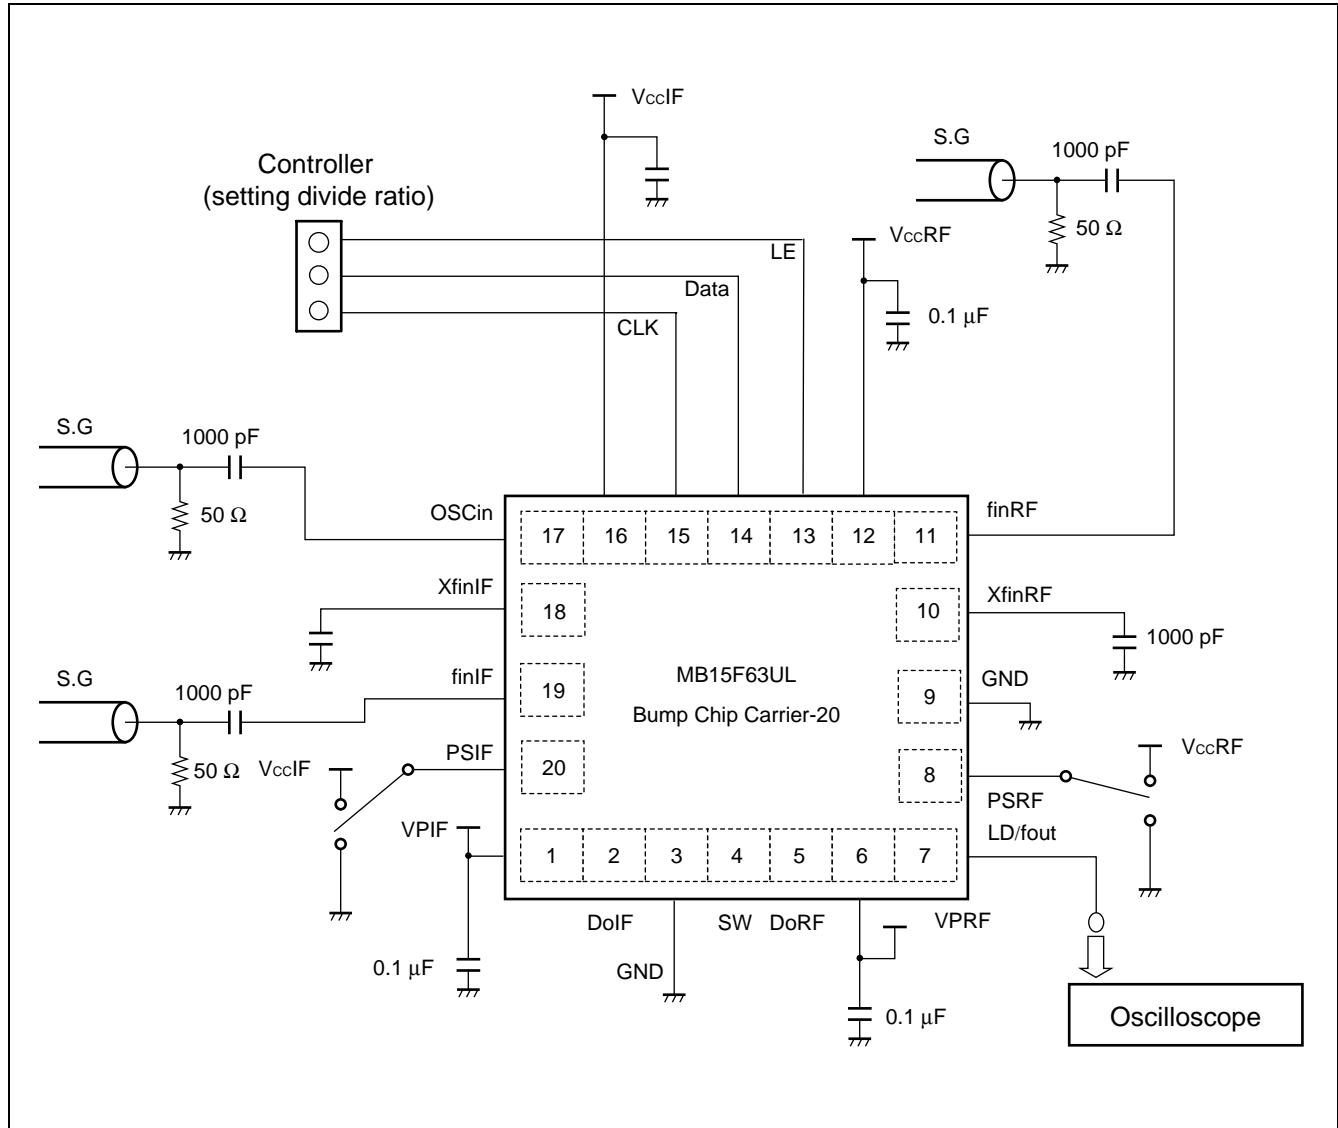 VccIF
S.G
1000 pF
Controller
(setting divide ratio)
50 Ω
VccRF
LE
Data
0.1 μF
CLK
S.G
1000 pF
50 Ω
OSCin
finRF
17 16 15 14 13 12 11
XfinIF
XfinRF
18
10
1000 pF
S.G
1000 pF
finIF
MB15F63UL
GND
19
9
Bump Chip Carrier-20
50 Ω
VccIF
PSIF
VccRF
20
8
PSRF
VPIF
LD/fout
1 2 3 4 5 6 7
DoIF
SW
DoRF
VPRF
0.1 μF
GND
0.1 μF
Oscilloscope